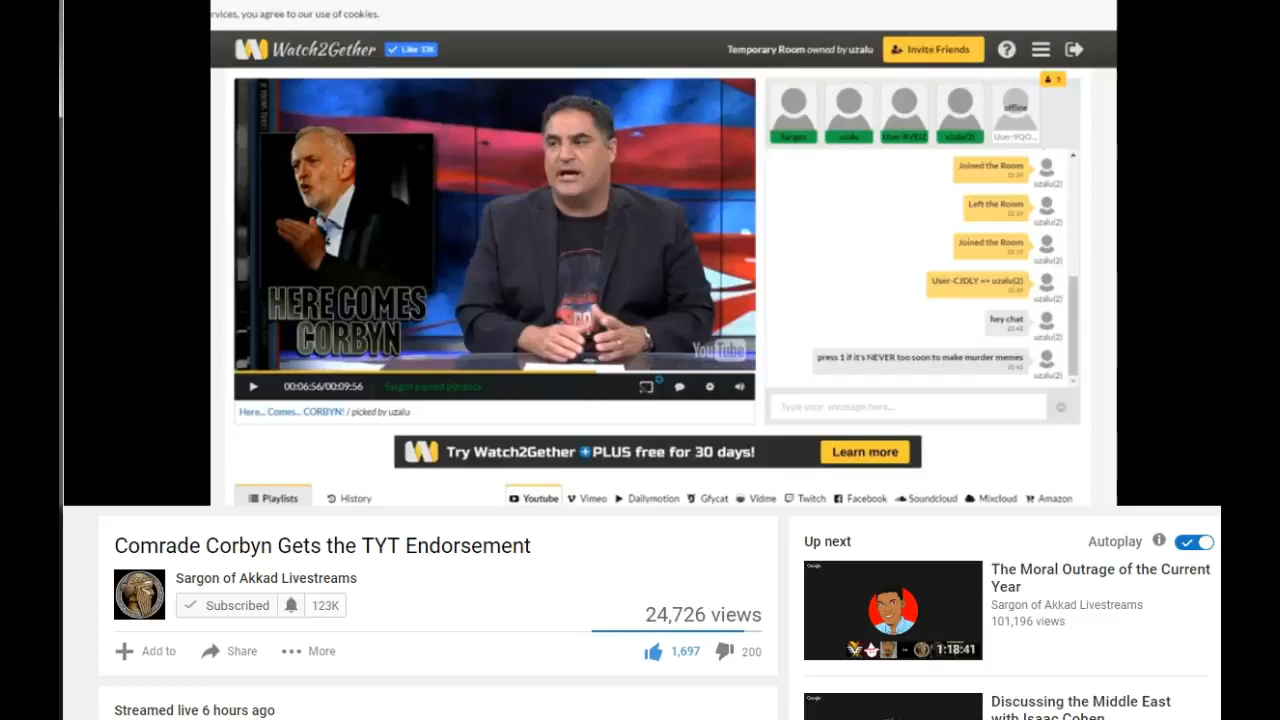 rvices, you agree to our use of cookies.
Watch2Gether
Like 33K
Temporary Room owned by uzalu
Invite Friends
5
HERE COMES
CORBYN
YouTube
00:06:56/00:09:56
Sargon paused playback
Here... Comes... CORBYN! / picked by uzalu
Sargon
uzalu
uzalu(2)
offline
Joined the Room
uzalu(2)
Left the Room
uzalu(2)
Joined the Room
uzalu(2)
User-CJDLY => uzalu(2)
uzalu(2)
hey chat
uzalu(2)
press 1 if it's NEVER too soon to make murder memes
uzalu(2)
Type your message here...
Try Watch2Gether PLUS free for 30 days!
Learn more
Playlists
History
Youtube
Vimeo
Dailymotion
Gfycat
Vidme
Twitch
Facebook
Soundcloud
Mixcloud
Amazon
Comrade Corbyn Gets the TYT Endorsement
Sargon of Akkad Livestreams
Subscribed
123K
24,726 views
Add to
Share
More
1,697
200
Streamed live 6 hours ago
Up next
Autoplay
The Moral Outrage of the Current
Year
Sargon of Akkad Livestreams
101,196 views
1:18:41
Discussing the Middle East
with Isaac Cohen